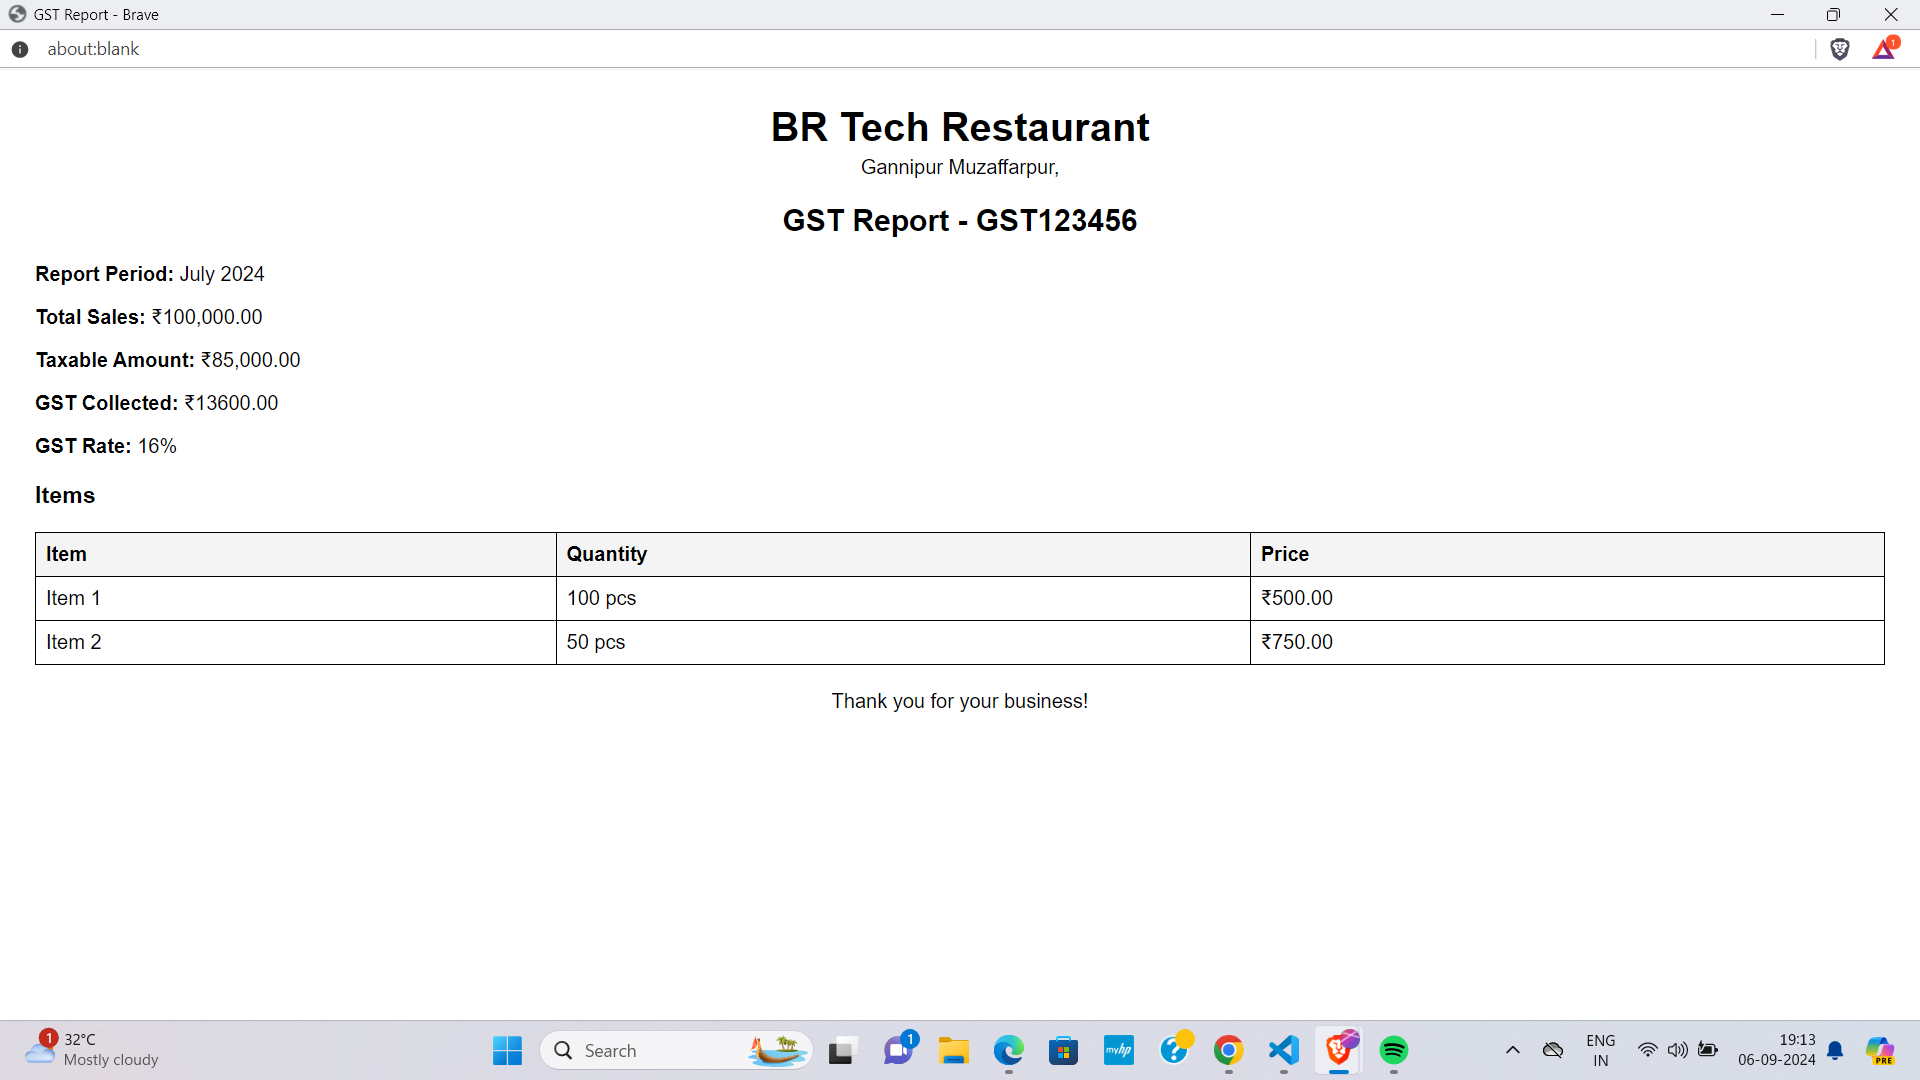 GST Report - Brave
about:blank
1
BR Tech Restaurant
Gannipur Muzaffarpur,
GST Report - GST123456
Report Period: July 2024
Total Sales: ₹100,000.00
Taxable Amount: ₹85,000.00
GST Collected: ₹13600.00
GST Rate: 16%
Items
Item Quantity Price
Item 1 100 pcs ₹500.00
Item 2 50 pcs ₹750.00
Thank you for your business!
1 32°C
Mostly cloudy
Search
1
myhp
ENG
IN
19:13
06-09-2024
PRE